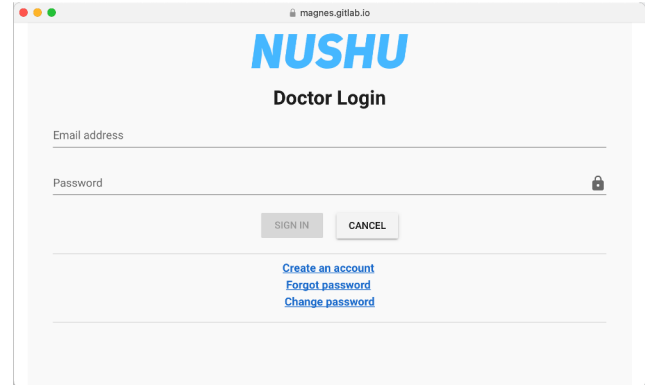 magnes.gitlab.io
NUSHU
Doctor Login
Email address
Password
SIGN IN CANCEL
Create an account
Forgot password
Change password